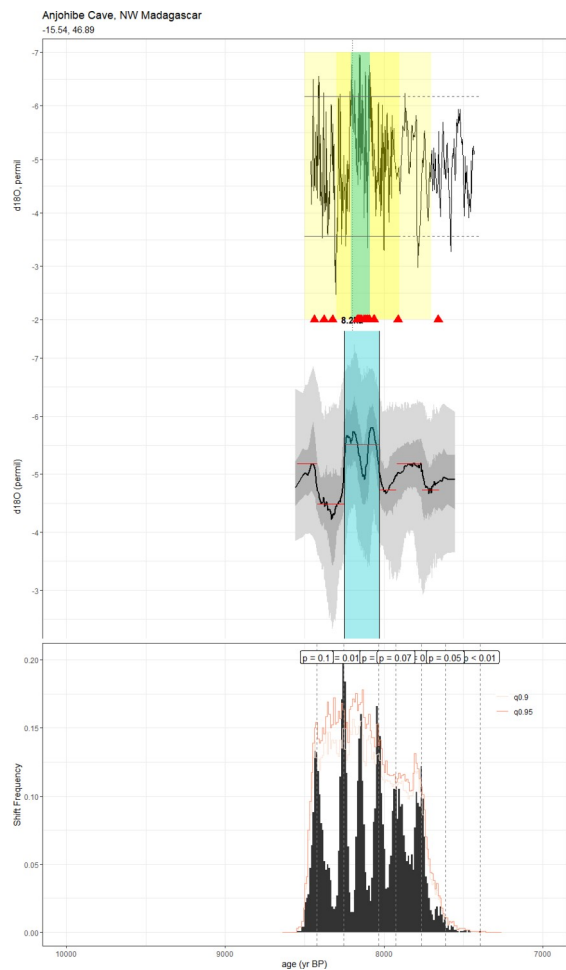 Anjohibe Cave, NW Madagascar
-15.54, 46.89
-7
-6
-5
-4
-3
-2
d18O, permil
-7
-6
-5
-4
-3
d18O (permil)
p = 0.1 = 0.01 p = p = 0.07 p = 0.05 p < 0.01
0.20
0.15
0.10
0.05
0.00
Shift Frequency
q0.9
q0.95
10000 9000 8000 7000
age (yr BP)